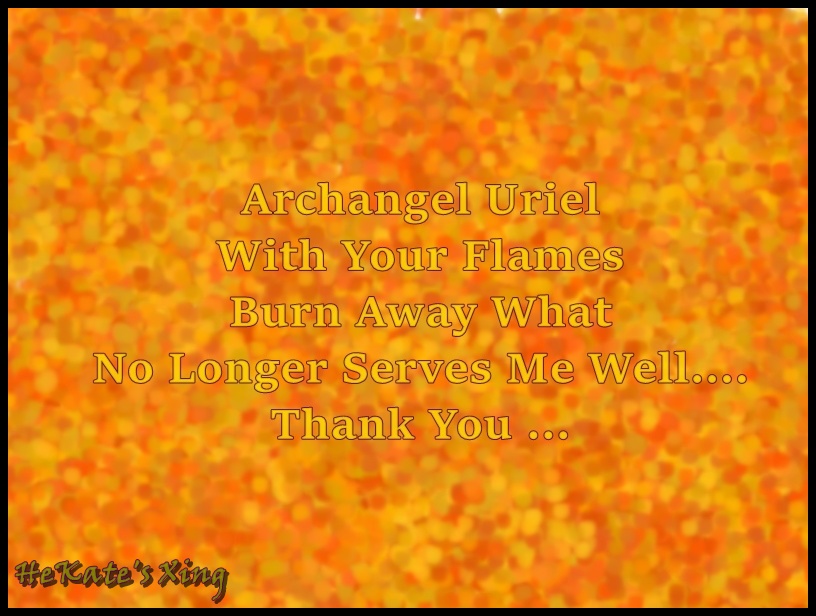 Archangel Uriel
With Your Flames
Burn Away What
No Longer Serves Me Well....
Thank You ...
HeKate's Xing